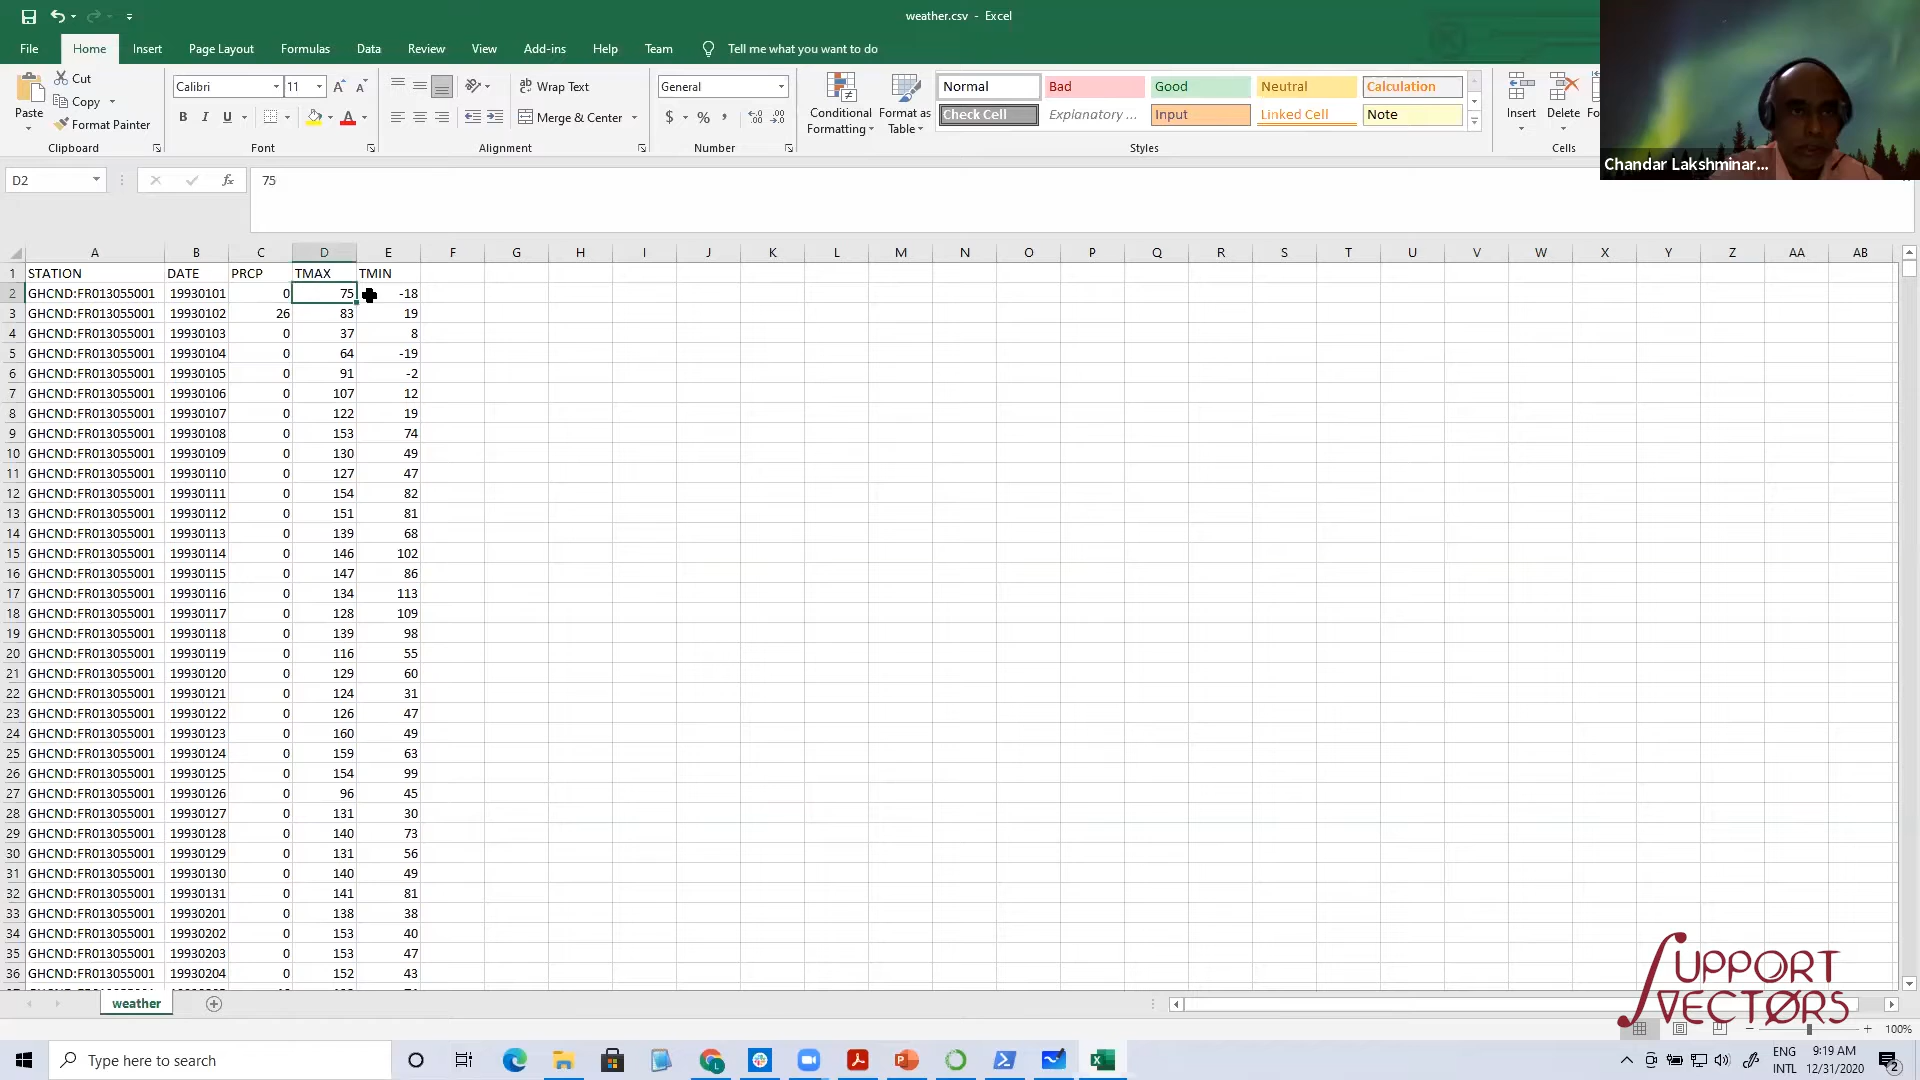 weather.csv - Excel
File Home Insert Page Layout Formulas Data Review View Add-ins Help Team Tell me what you want to do
Cut
Copy
Format Painter
Paste
Clipboard
Calibri 11
B I U
Font
Wrap Text
Merge & Center
Alignment
General
$ % ,
Number
Conditional Formatting
Format as Table
Normal Bad Good Neutral Calculation
Check Cell Explanatory ... Input Linked Cell Note
Styles
Insert Delete
Cells
Chandar Lakshminar...
D2 fx 75
A B C D E F G H I J K L M N O P Q R S T U V W X Y Z AA AB
1 STATION DATE PRCP TMAX TMIN
2 GHCND:FR013055001 19930101 0 75 -18
3 GHCND:FR013055001 19930102 26 83 19
4 GHCND:FR013055001 19930103 0 37 8
5 GHCND:FR013055001 19930104 0 64 -19
6 GHCND:FR013055001 19930105 0 91 -2
7 GHCND:FR013055001 19930106 0 107 12
8 GHCND:FR013055001 19930107 0 122 19
9 GHCND:FR013055001 19930108 0 153 74
10 GHCND:FR013055001 19930109 0 130 49
11 GHCND:FR013055001 19930110 0 127 47
12 GHCND:FR013055001 19930111 0 154 82
13 GHCND:FR013055001 19930112 0 151 81
14 GHCND:FR013055001 19930113 0 139 68
15 GHCND:FR013055001 19930114 0 146 102
16 GHCND:FR013055001 19930115 0 147 86
17 GHCND:FR013055001 19930116 0 134 113
18 GHCND:FR013055001 19930117 0 128 109
19 GHCND:FR013055001 19930118 0 139 98
20 GHCND:FR013055001 19930119 0 116 55
21 GHCND:FR013055001 19930120 0 129 60
22 GHCND:FR013055001 19930121 0 124 31
23 GHCND:FR013055001 19930122 0 126 47
24 GHCND:FR013055001 19930123 0 160 49
25 GHCND:FR013055001 19930124 0 159 63
26 GHCND:FR013055001 19930125 0 154 99
27 GHCND:FR013055001 19930126 0 96 45
28 GHCND:FR013055001 19930127 0 131 30
29 GHCND:FR013055001 19930128 0 140 73
30 GHCND:FR013055001 19930129 0 131 56
31 GHCND:FR013055001 19930130 0 140 49
32 GHCND:FR013055001 19930131 0 141 81
33 GHCND:FR013055001 19930201 0 138 38
34 GHCND:FR013055001 19930202 0 153 40
35 GHCND:FR013055001 19930203 0 153 47
36 GHCND:FR013055001 19930204 0 152 43
weather
SUPPORT
VECTORS
100%
Type here to search
ENG 9:19 AM
INTL 12/31/2020
2